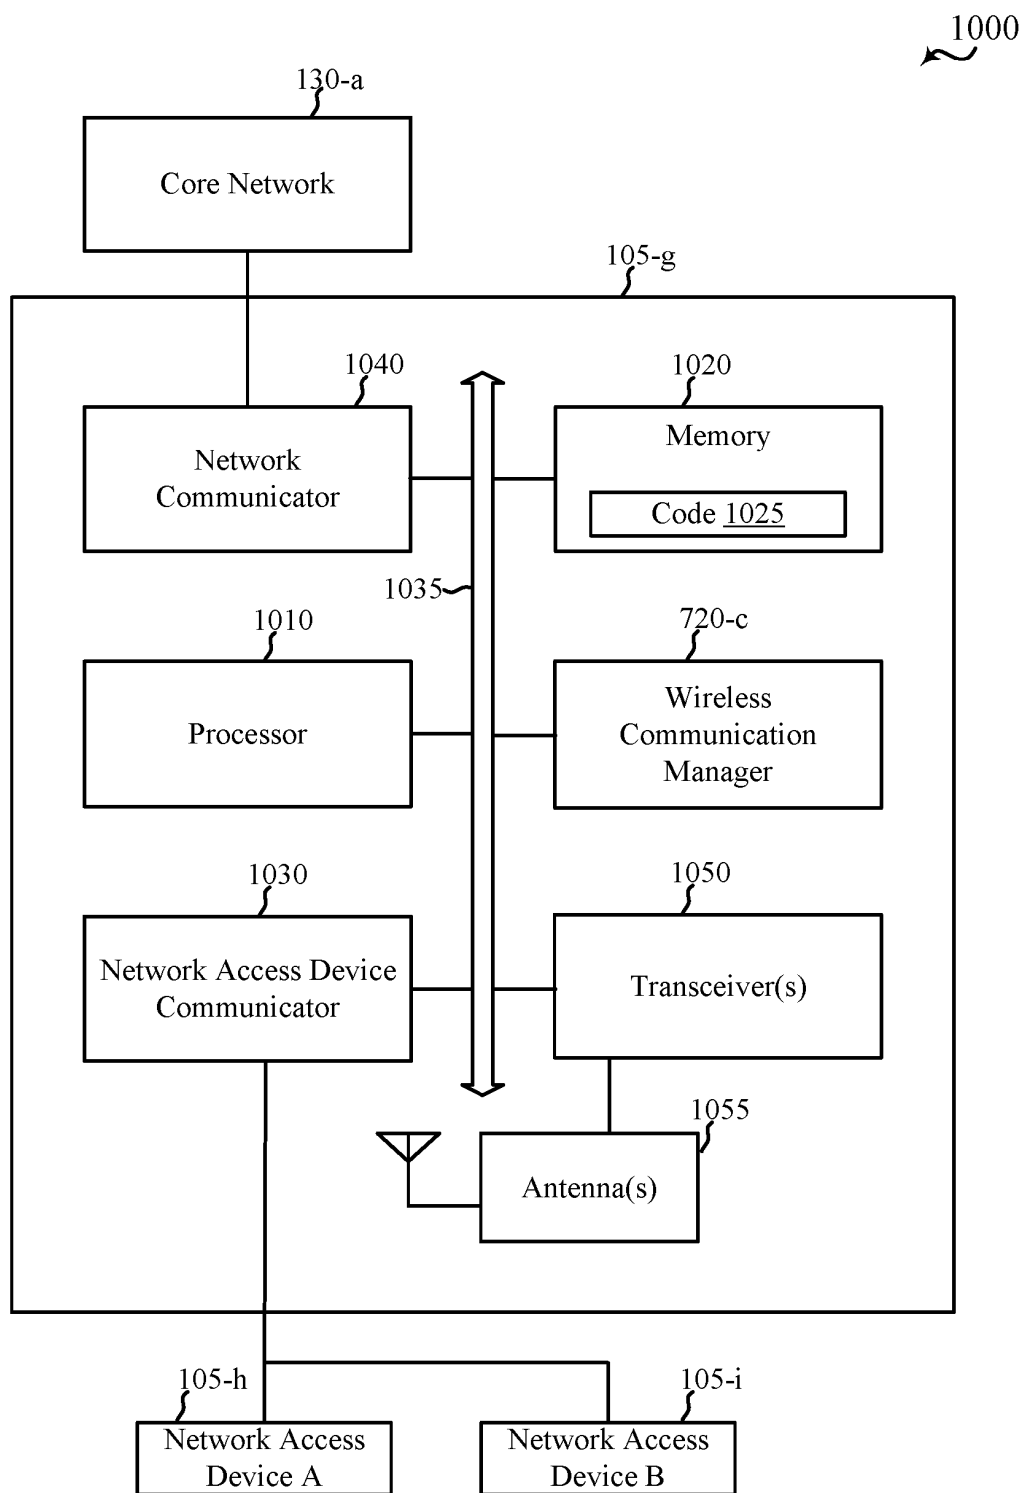 1000
130-a
Core Network
105-g
1040
Network
Communicator
1020
Memory
Code 1025
1035
1010
Processor
720-c
Wireless
Communication
Manager
1030
Network Access Device
Communicator
1050
Transceiver(s)
1055
Antenna(s)
105-h
Network Access
Device A
105-i
Network Access
Device B